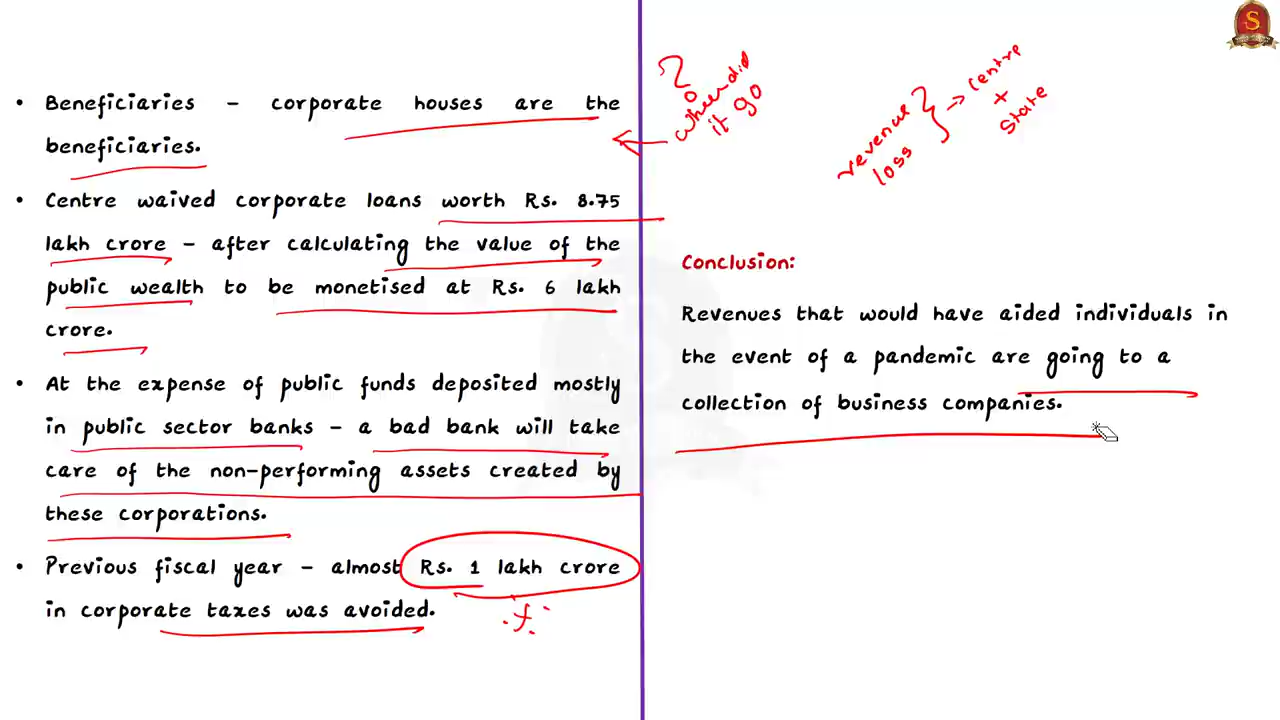 • Beneficiaries – corporate houses are the
beneficiaries.
• Centre waived corporate loans worth Rs. 8.75
lakh crore – after calculating the value of the
public wealth to be monetised at Rs. 6 lakh
crore.
• At the expense of public funds deposited mostly
in public sector banks – a bad bank will take
care of the non-performing assets created by
these corporations.
• Previous fiscal year – almost Rs. 1 lakh crore
in corporate taxes was avoided.
did
it go
revenue
loss
centre
+
state
Conclusion:
Revenues that would have aided individuals in
the event of a pandemic are going to a
collection of business companies.
S